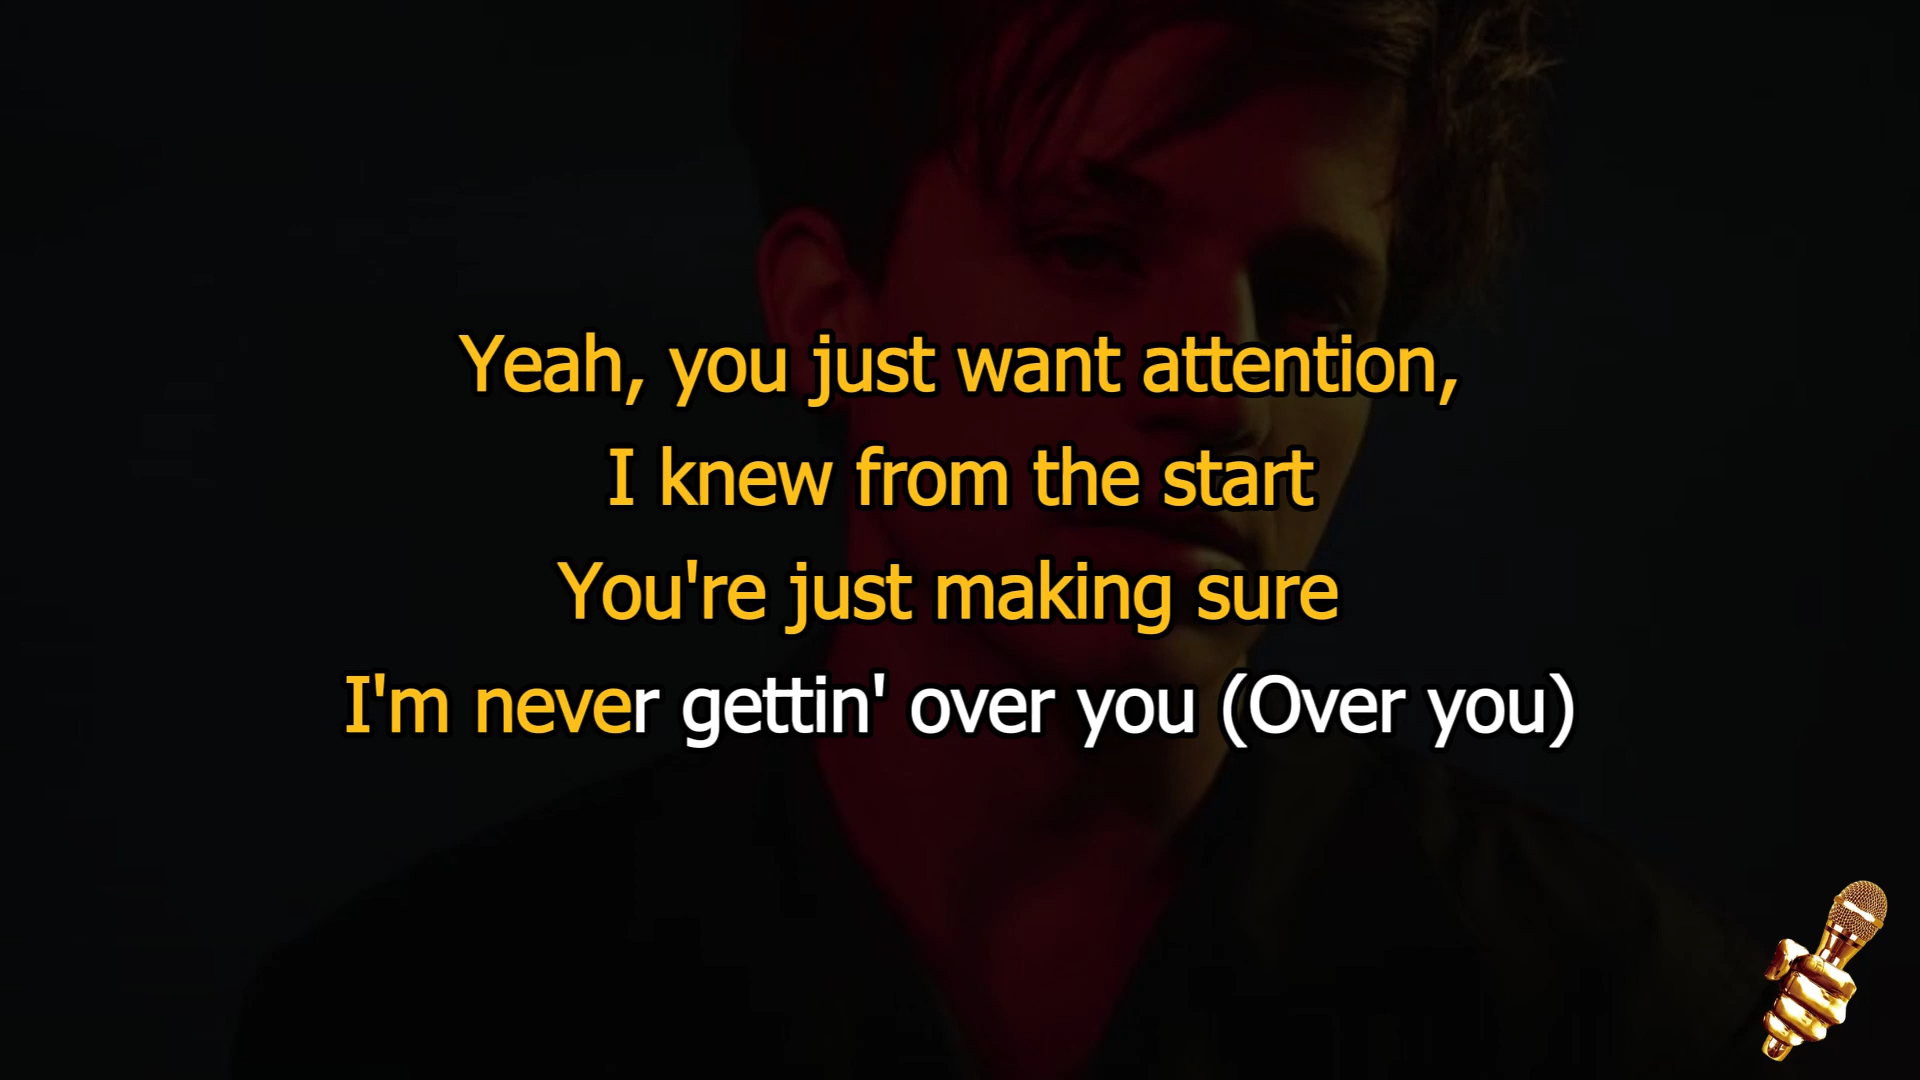 Yeah, you just want attention,
I knew from the start
You're just making sure
I'm never gettin' over you (Over you)